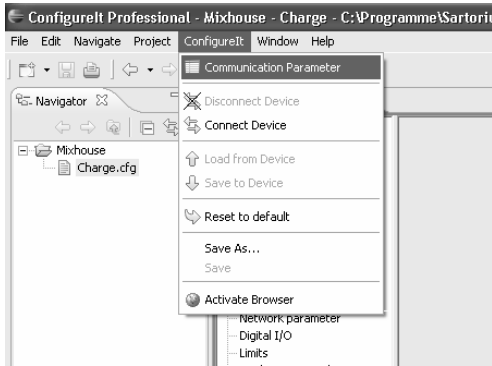 ConfigureIt Professional - Mixhouse - Charge - C:\Programme\Sartoriu
File Edit Navigate Project ConfigureIt Window Help
Navigator
Mixhouse
Charge.cfg
Communication Parameter
Disconnect Device
Connect Device
Load from Device
Save to Device
Reset to default
Save As...
Save
Activate Browser
Network parameter
Digital I/O
Limits